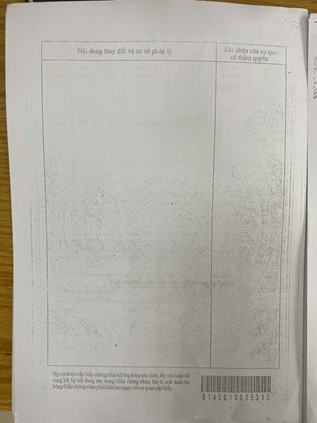 Nội dung thay đổi và cơ sở pháp lý
Xác nhận của cơ quan
có thẩm quyền
Người được cấp Giấy chứng nhận không được sửa chữa, tẩy xóa hoặc bổ
sung bất kỳ nội dung nào trong Giấy chứng nhận; khi bị mất hoặc hư
hỏng Giấy chứng nhận phải khai báo ngay với cơ quan cấp Giấy.